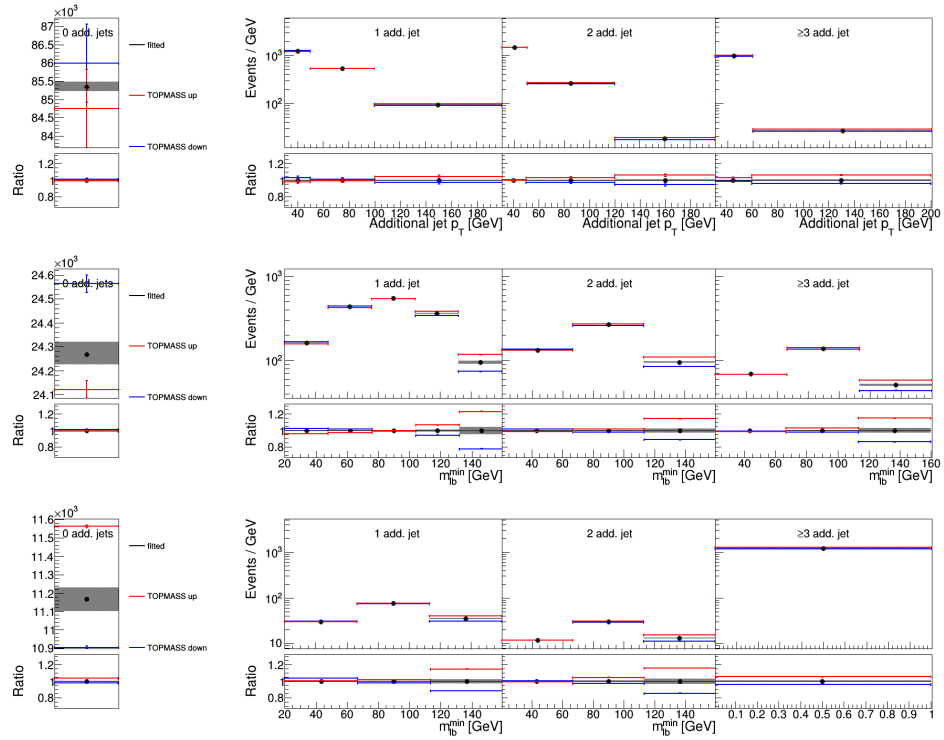 ×10³
0 add. jets
87
86.5
86
85.5
85
84.5
84
fitted
TOPMASS up
TOPMASS down
Ratio
1.2
1
0.8
Events / GeV
10³
10²
1 add. jet
2 add. jet
≥3 add. jet
Ratio
1.2
1
0.8
40 60 80 100 120 140 160 180
40 60 80 100 120 140 160 180
40 60 80 100 120 140 160 180 200
Additional jet p_T [GeV]
Additional jet p_T [GeV]
Additional jet p_T [GeV]
×10³
0 add. jets
24.6
24.5
24.4
24.3
24.2
24.1
fitted
TOPMASS up
TOPMASS down
Ratio
1.2
1
0.8
Events / GeV
10³
10²
1 add. jet
2 add. jet
≥3 add. jet
Ratio
1.2
1
0.8
20 40 60 80 100 120 140
40 60 80 100 120 140
40 60 80 100 120 140 160
m_lb^min [GeV]
m_lb^min [GeV]
m_lb^min [GeV]
×10³
0 add. jets
11.6
11.5
11.4
11.3
11.2
11.1
11
10.9
fitted
TOPMASS up
TOPMASS down
Ratio
1.2
1
0.8
Events / GeV
10³
10²
10
1 add. jet
2 add. jet
≥3 add. jet
Ratio
1.2
1
0.8
20 40 60 80 100 120 140
40 60 80 100 120 140
0.1 0.2 0.3 0.4 0.5 0.6 0.7 0.8 0.9 1
m_lb^min [GeV]
m_lb^min [GeV]